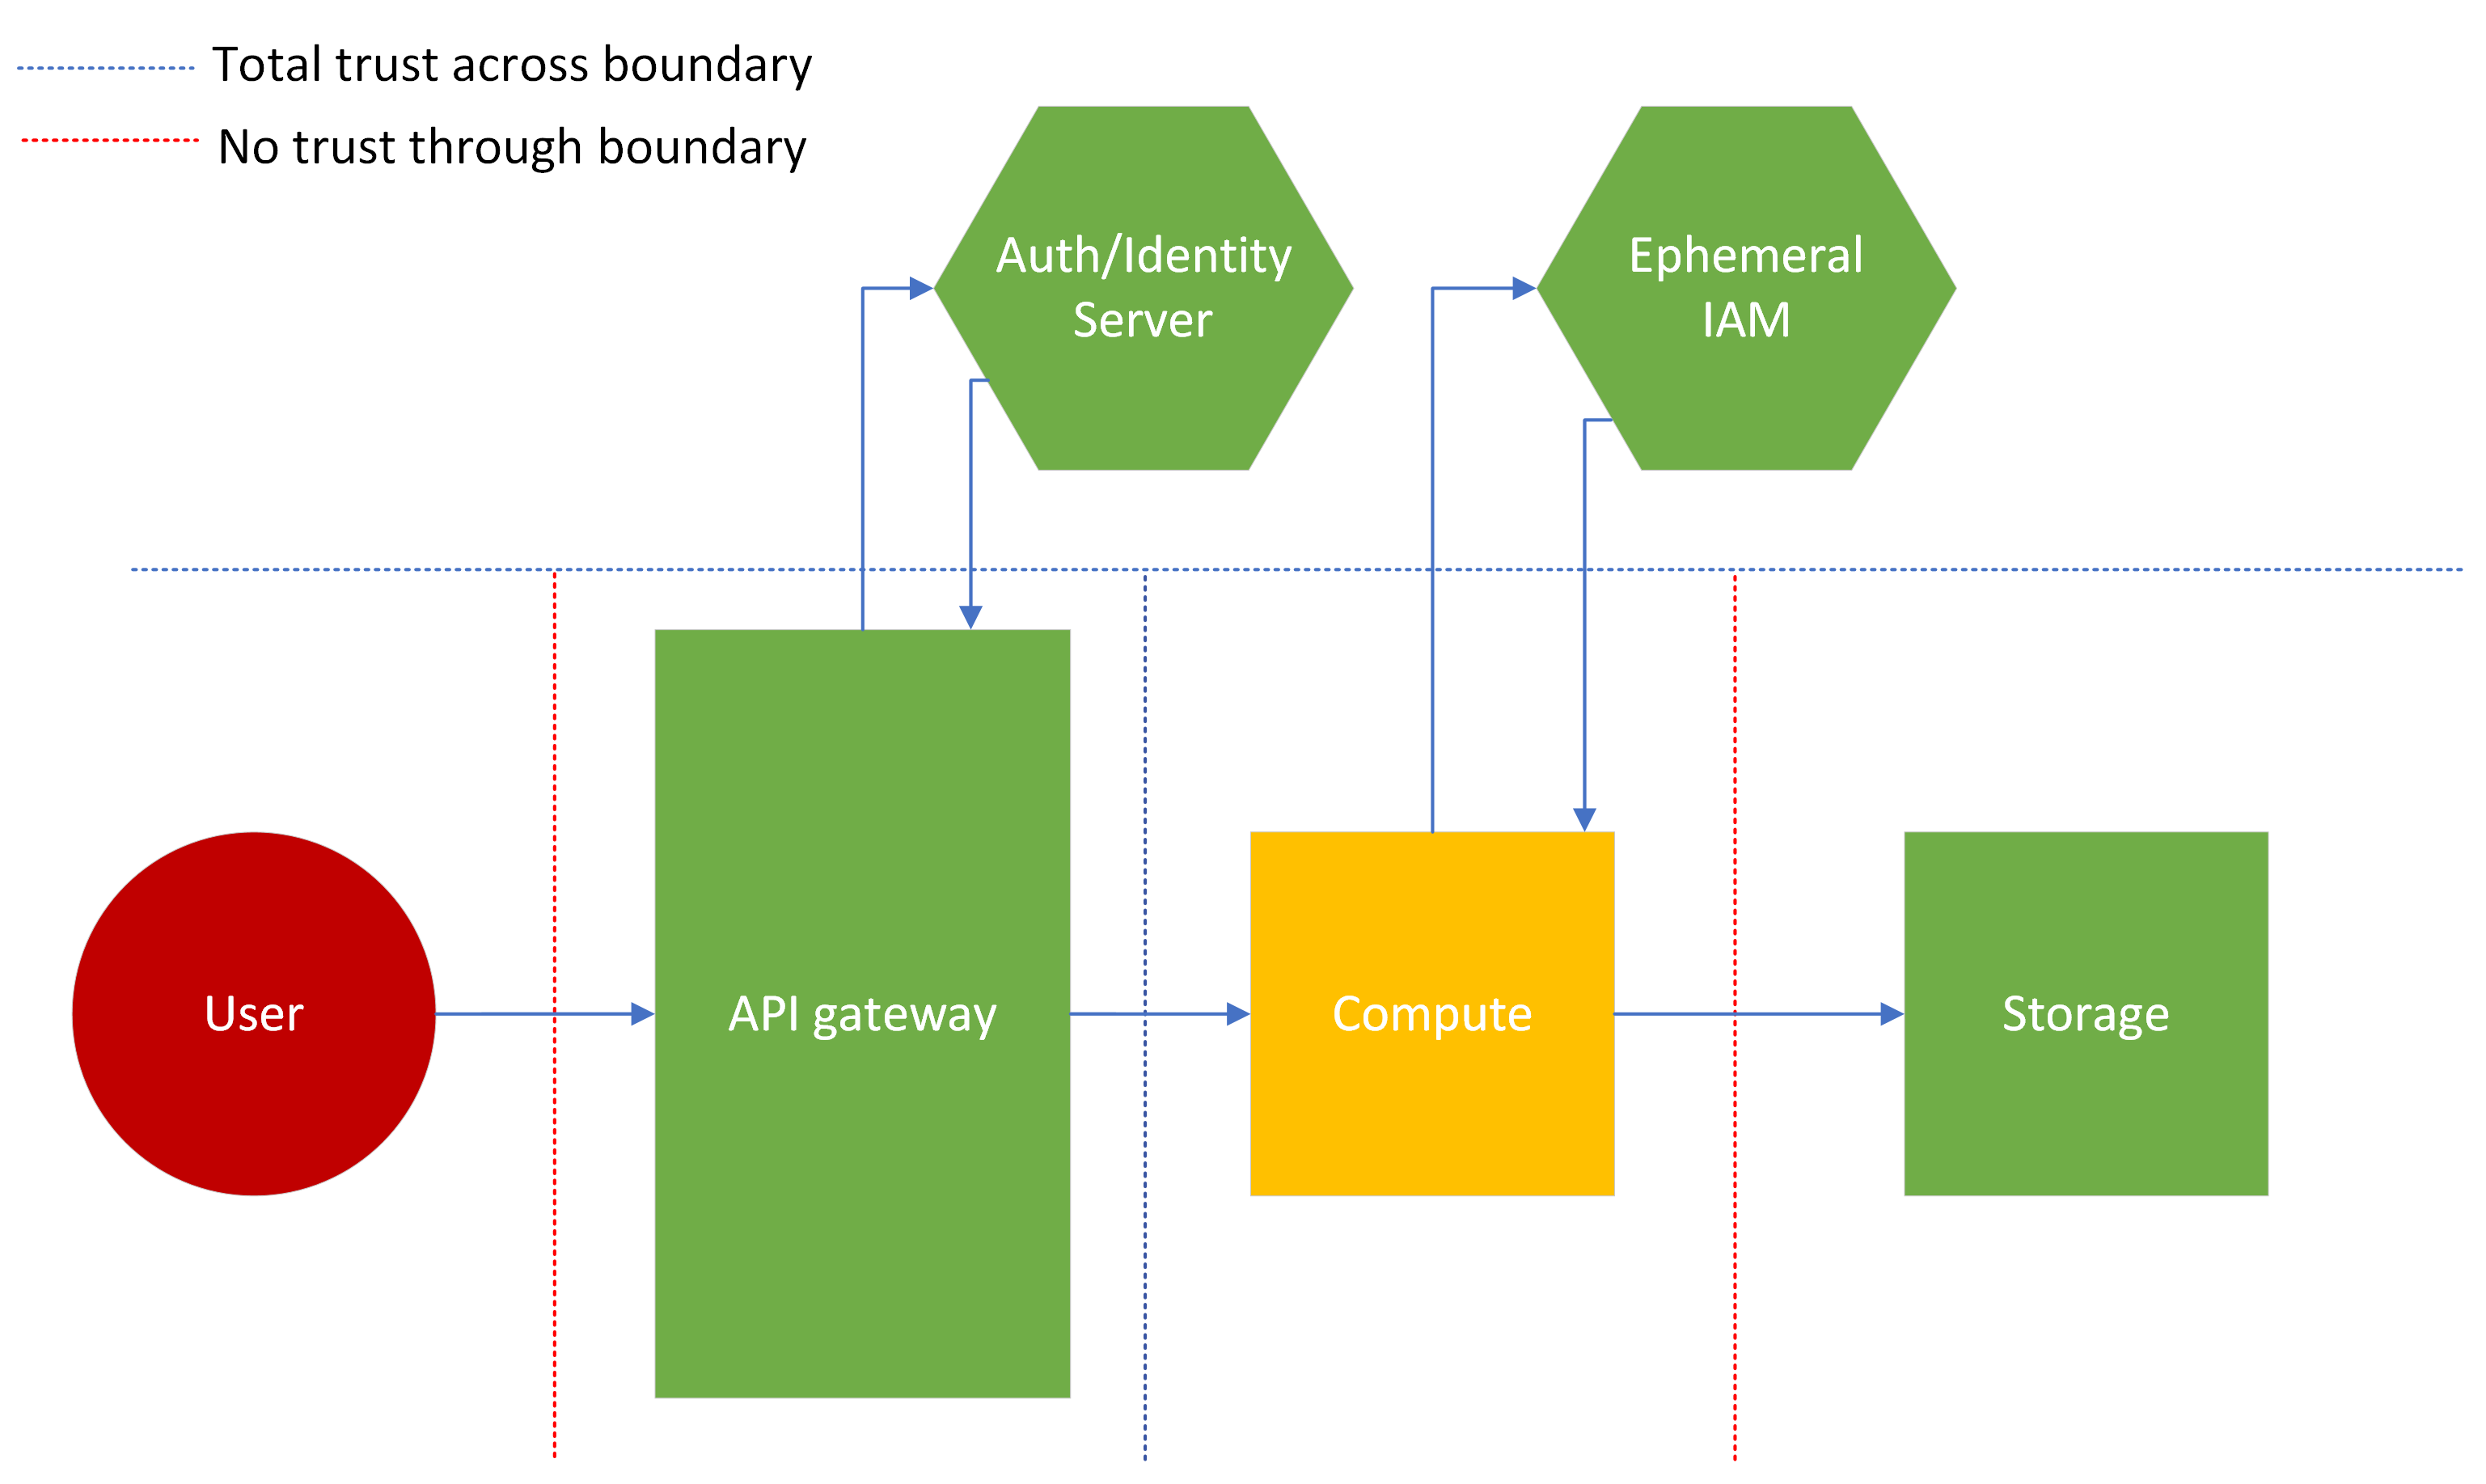 Total trust across boundary
No trust through boundary
Auth/Identity
Server
Ephemeral
IAM
User
API gateway
Compute
Storage